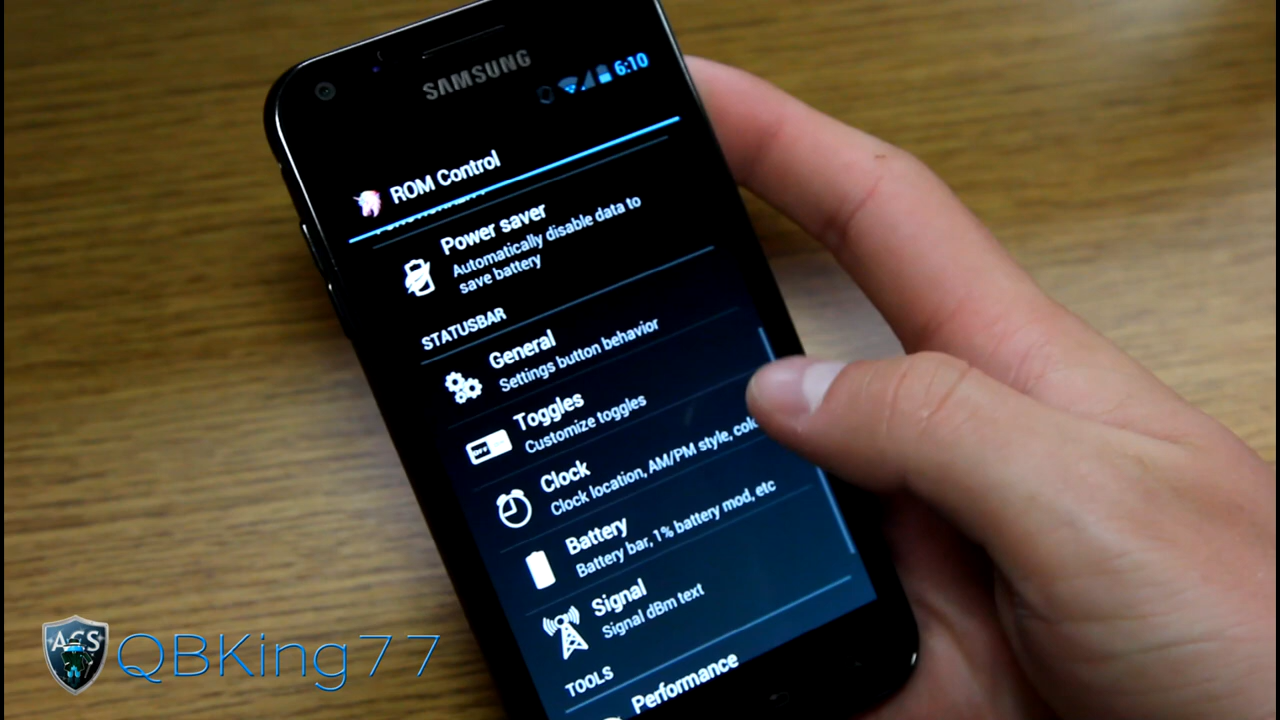 SAMSUNG
6:10
ROM Control
Power saver
Automatically disable data to
save battery
STATUSBAR
General
Settings button behavior
Toggles
Customize toggles
Clock
Clock location, AM/PM style,
Battery
Battery bar, 1% battery mod, etc
Signal
Signal dBm text
TOOLS
Performance
ACS
QBKing77